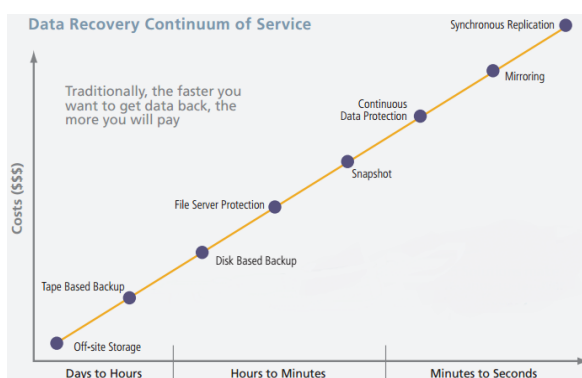 Data Recovery Continuum of Service
Synchronous Replication
Traditionally, the faster you
want to get data back, the
more you will pay
Mirroring
Continuous
Data Protection
Snapshot
File Server Protection
Disk Based Backup
Tape Based Backup
Off-site Storage
Costs ($$$)
Days to Hours
Hours to Minutes
Minutes to Seconds